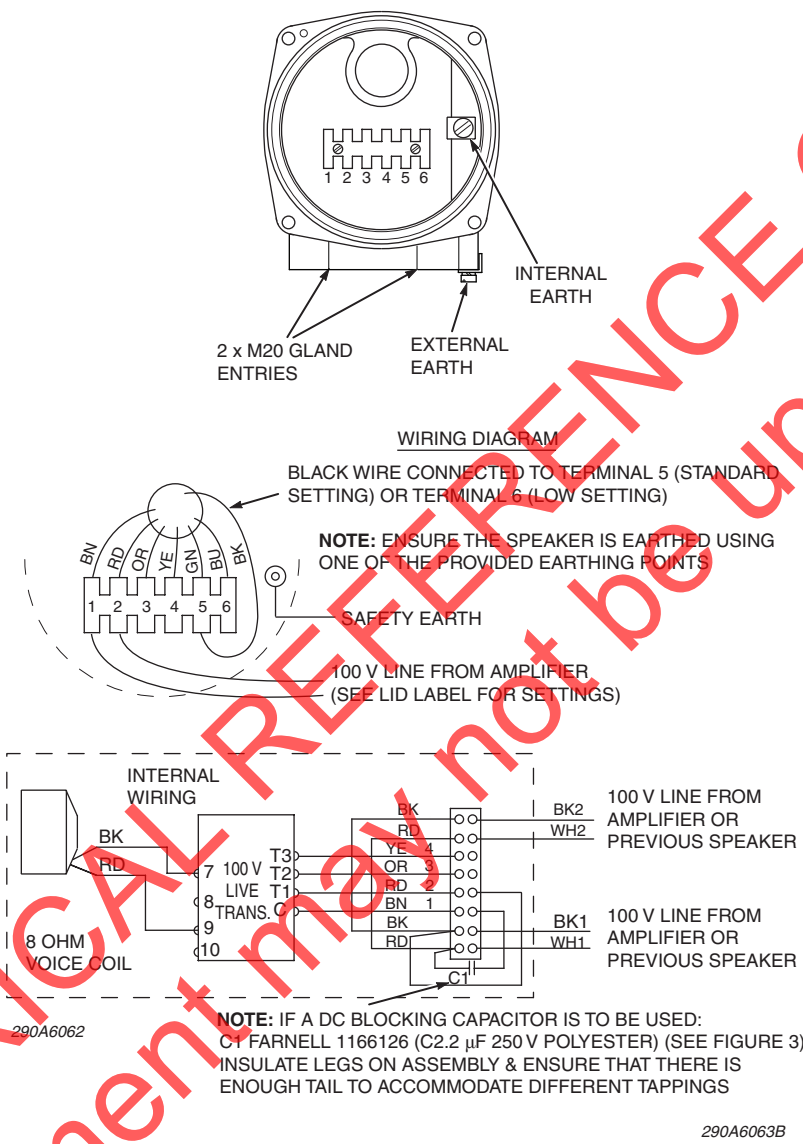 1 2 3 4 5 6
INTERNAL
EARTH
2 x M20 GLAND
ENTRIES
EXTERNAL
EARTH
WIRING DIAGRAM
BLACK WIRE CONNECTED TO TERMINAL 5 (STANDARD
SETTING) OR TERMINAL 6 (LOW SETTING)
NOTE: ENSURE THE SPEAKER IS EARTHED USING
ONE OF THE PROVIDED EARTHING POINTS
BN RD OR YE GN BU BK
1 2 3 4 5 6
SAFETY EARTH
100 V LINE FROM AMPLIFIER
(SEE LID LABEL FOR SETTINGS)
INTERNAL
WIRING
BK
RD
8 OHM
VOICE COIL
7
8
9
10
100 V
LIVE
TRANS.
T3
T2
T1
C
BK
RD
YE 4
OR 3
RD 2
BN 1
BK
RD
C1
BK2
WH2
100 V LINE FROM
AMPLIFIER OR
PREVIOUS SPEAKER
BK1
WH1
100 V LINE FROM
AMPLIFIER OR
PREVIOUS SPEAKER
290A6062
NOTE: IF A DC BLOCKING CAPACITOR IS TO BE USED:
C1 FARNELL 1166126 (C2.2 μF 250 V POLYESTER) (SEE FIGURE 3)
INSULATE LEGS ON ASSEMBLY & ENSURE THAT THERE IS
ENOUGH TAIL TO ACCOMMODATE DIFFERENT TAPPINGS
290A6063B
ICAL REFERENCE
ment may not be up